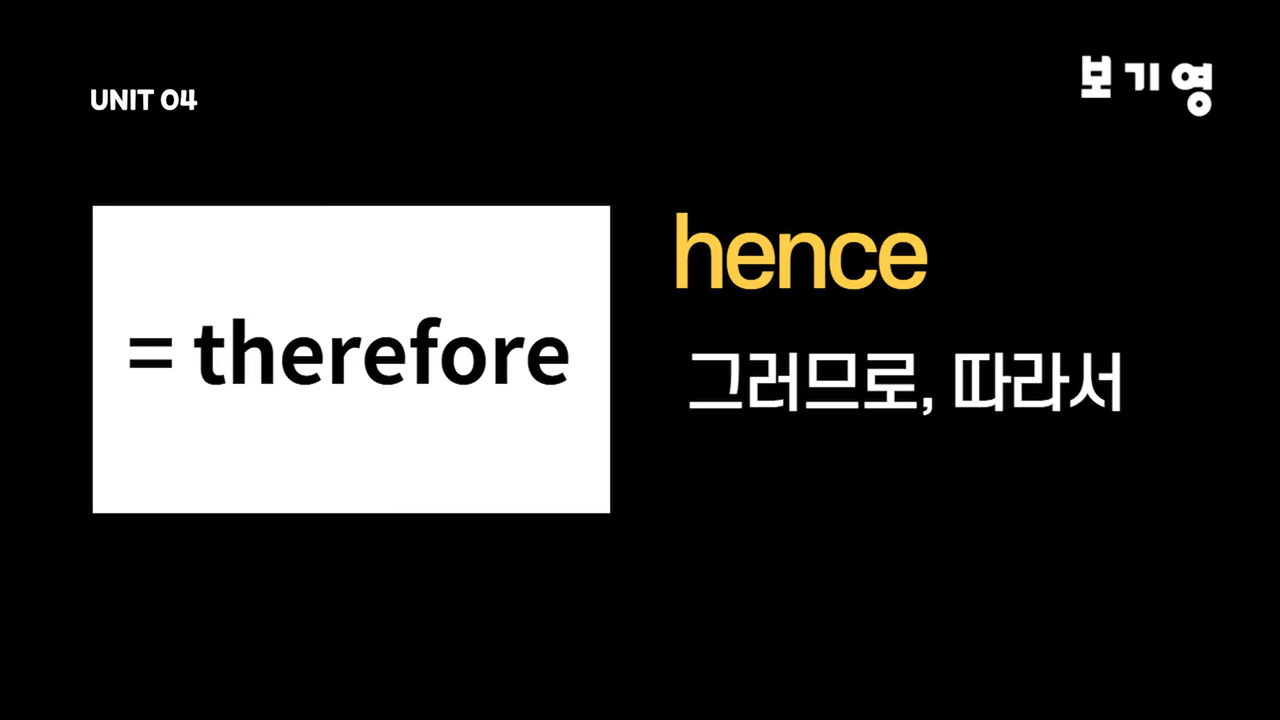 UNIT 04
보기영
= therefore
hence
그러므로, 따라서